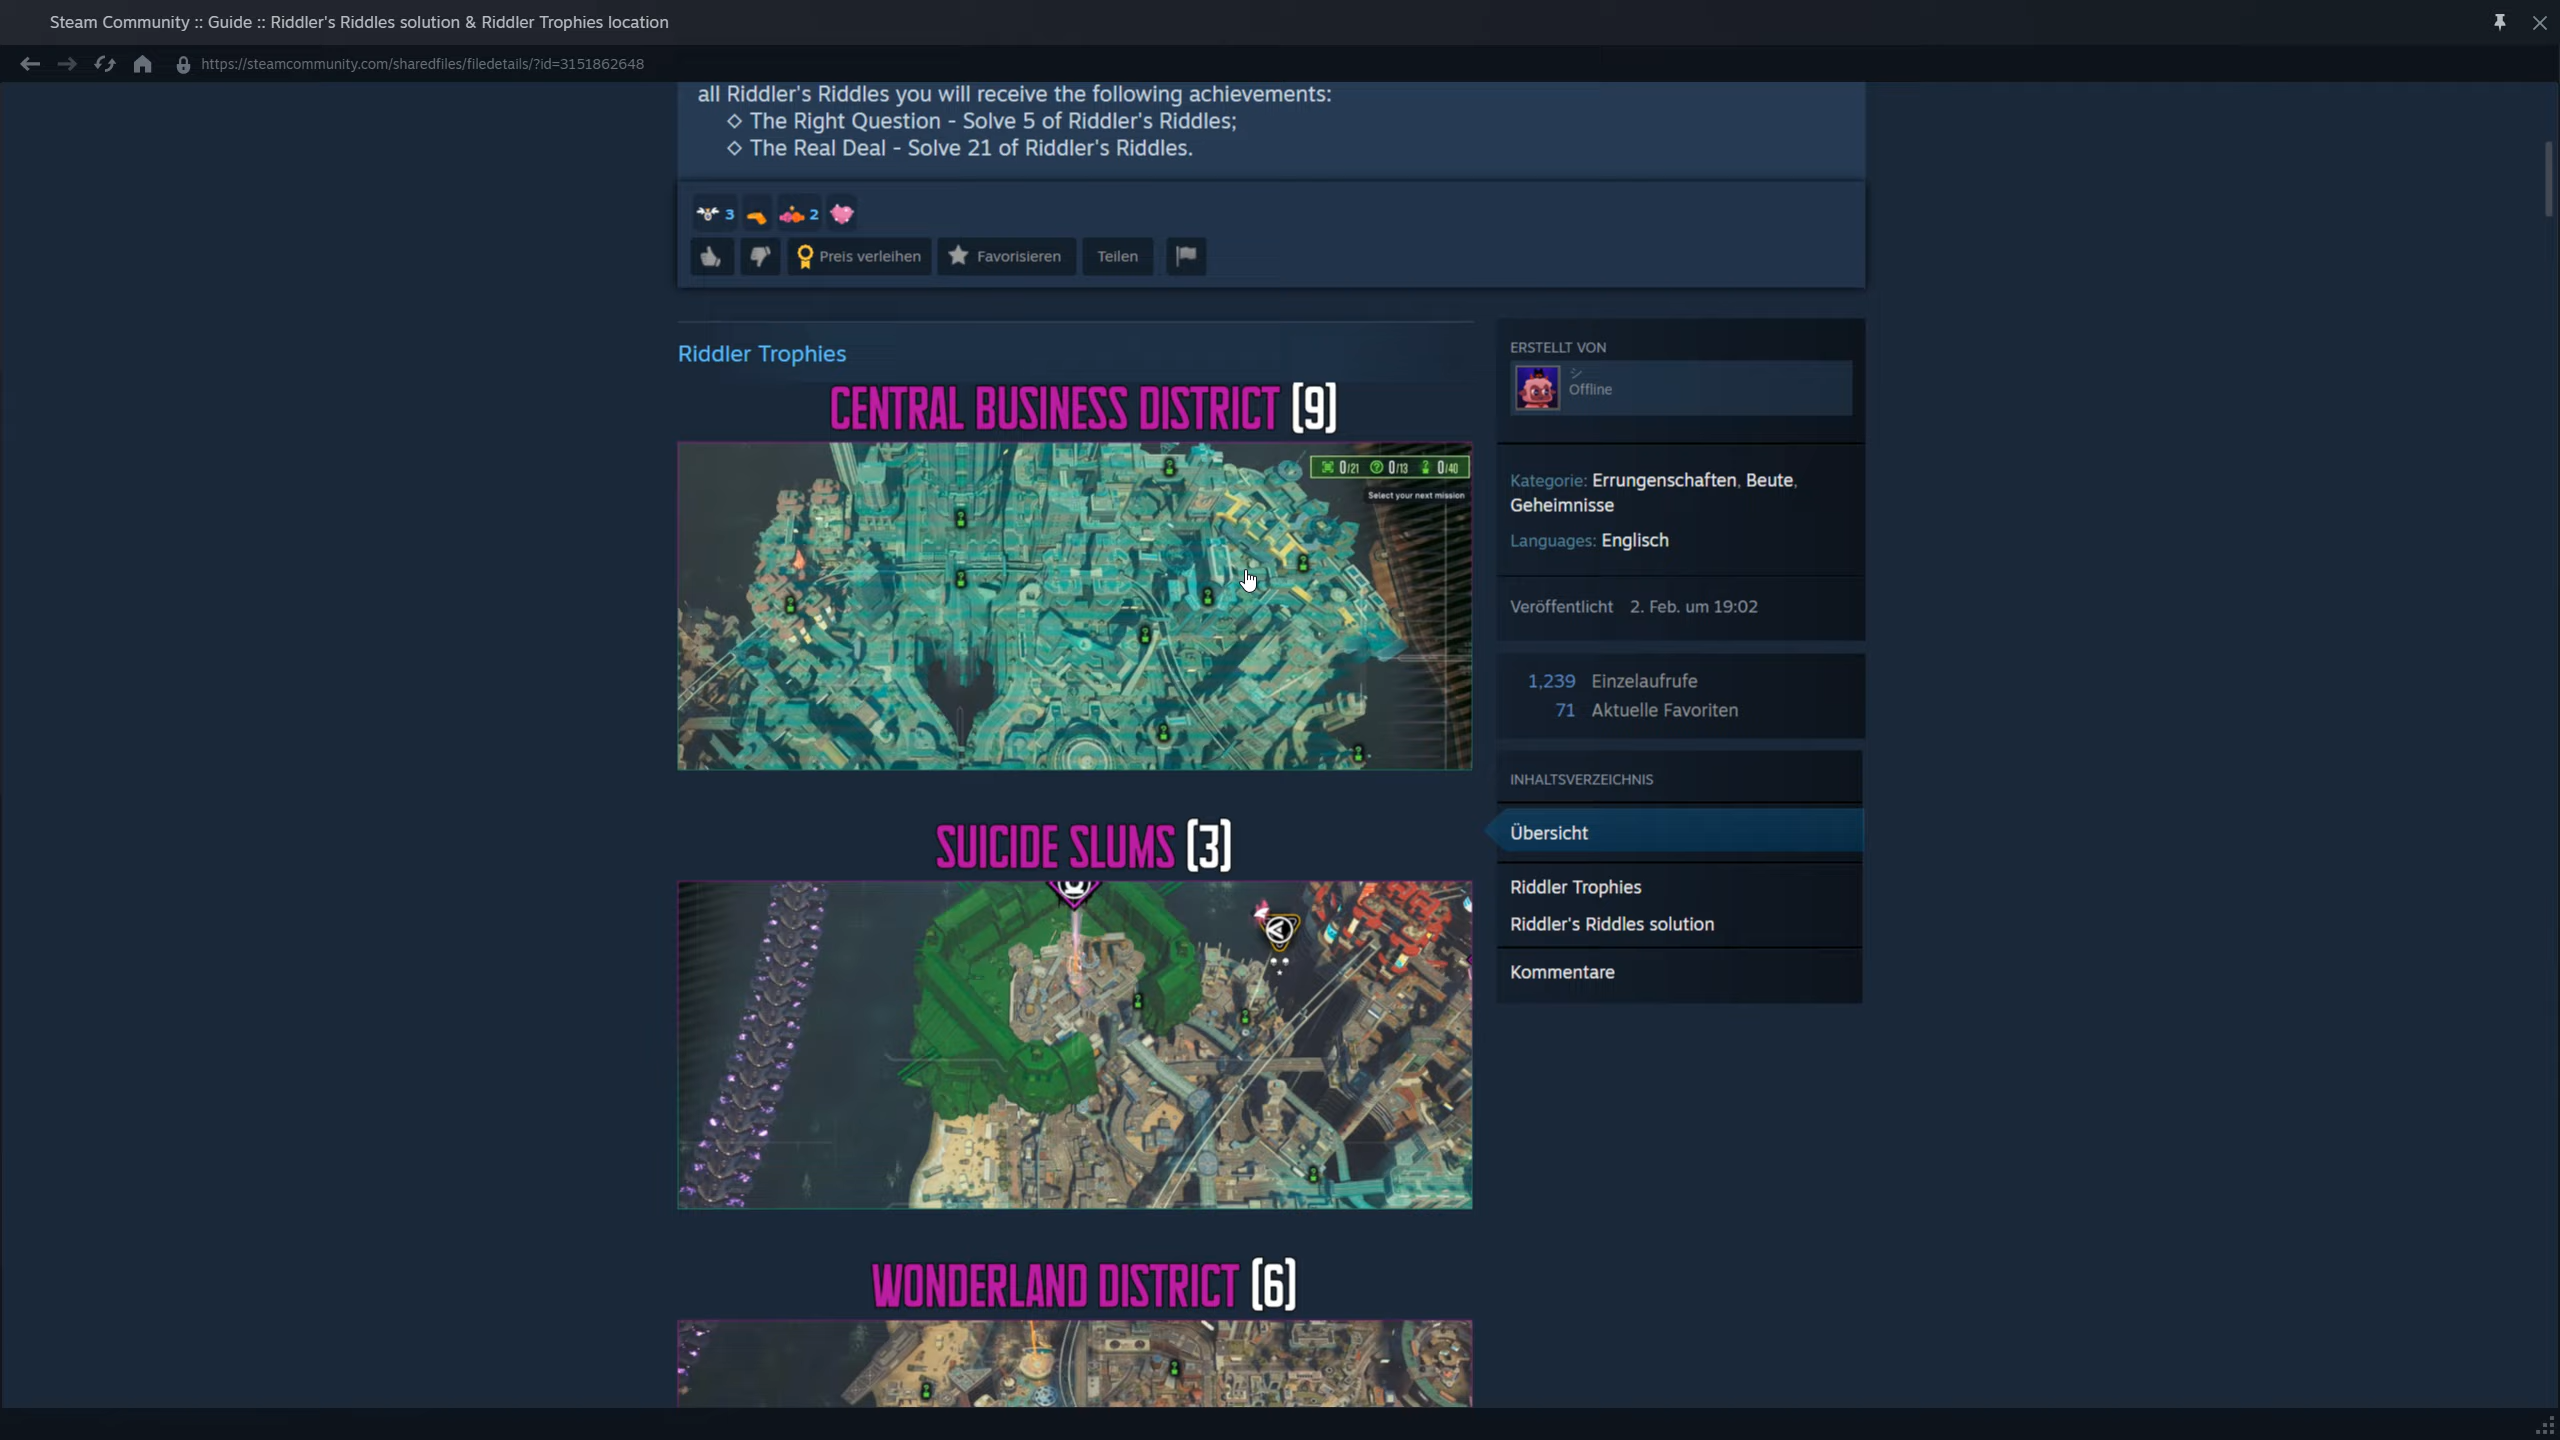 Steam Community :: Guide :: Riddler's Riddles solution & Riddler Trophies location
https://steamcommunity.com/sharedfiles/filedetails/?id=3151862648
all Riddler's Riddles you will receive the following achievements:
◇ The Right Question - Solve 5 of Riddler's Riddles;
◇ The Real Deal - Solve 21 of Riddler's Riddles.
3
2
Preis verleihen
Favorisieren
Teilen
Riddler Trophies
CENTRAL BUSINESS DISTRICT [9]
0/21 0/13 0/40
Select your next mission
SUICIDE SLUMS [3]
WONDERLAND DISTRICT [6]
ERSTELLT VON
シ
Offline
Kategorie: Errungenschaften, Beute,
Geheimnisse
Languages: Englisch
Veröffentlicht 2. Feb. um 19:02
1,239 Einzelaufrufe
71 Aktuelle Favoriten
INHALTSVERZEICHNIS
Übersicht
Riddler Trophies
Riddler's Riddles solution
Kommentare